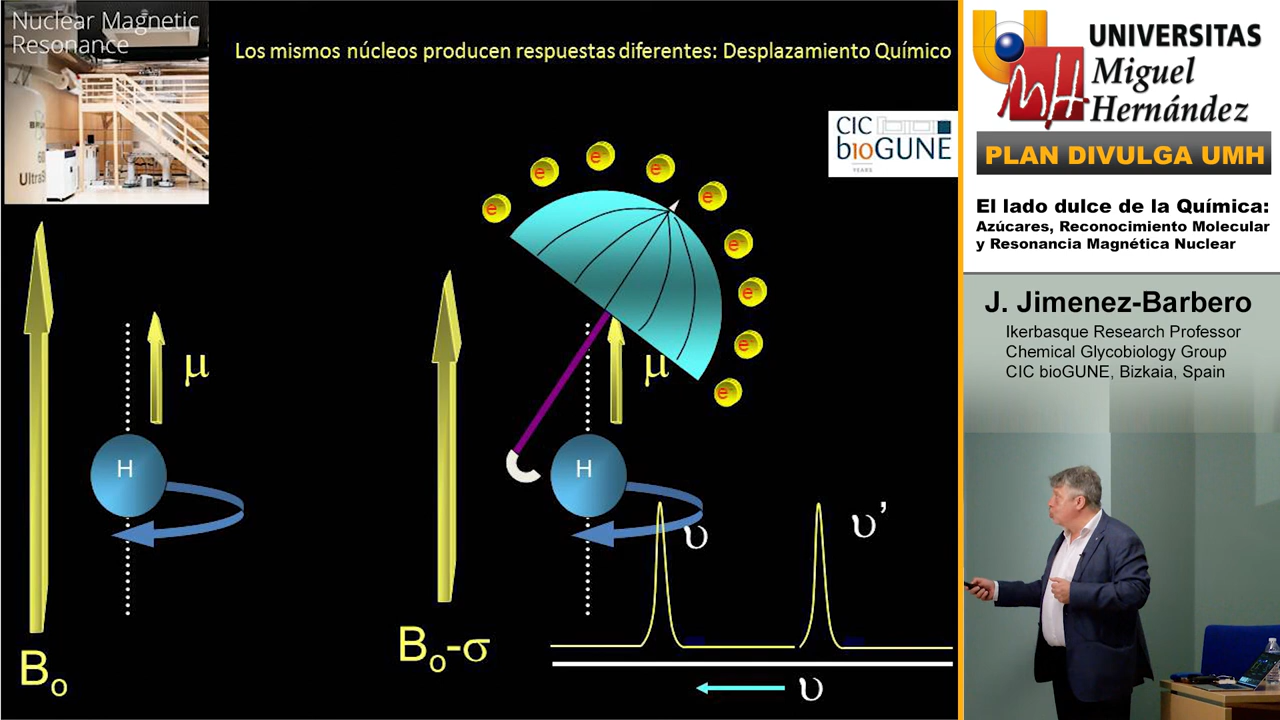 Nuclear Magnetic
Resonance
Los mismos núcleos producen respuestas diferentes: Desplazamiento Químico
CIC
bioGUNE
YEARS
e⁻
e⁻
e⁻
e⁻
e⁻
e⁻
e⁻
e⁻
e⁻
μ
H
B₀
μ
H
B₀-σ
υ
υ’
υ
UNIVERSITAS
Miguel
Hernández
PLAN DIVULGA UMH
El lado dulce de la Química:
Azúcares, Reconocimiento Molecular
y Resonancia Magnética Nuclear
J. Jimenez-Barbero
Ikerbasque Research Professor
Chemical Glycobiology Group
CIC bioGUNE, Bizkaia, Spain